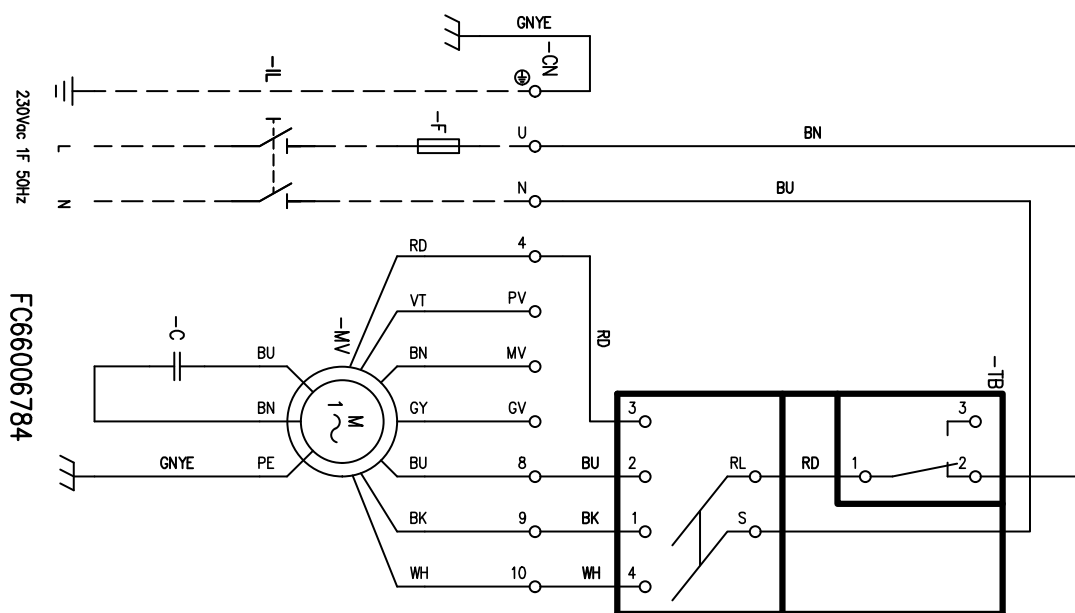 GNYE
-CN
-IL
-F
U
BN
230Vac 1F 50Hz
L
N
N
BU
RD
4
VT
PV
RD
-MV
-C
BU
BN
MV
-TB
FC66006784
BN
M
1
GY
GV
3
3
GNYE
PE
BU
8
BU
2
RL
RD
1
2
BK
9
BK
1
S
WH
10
WH
4